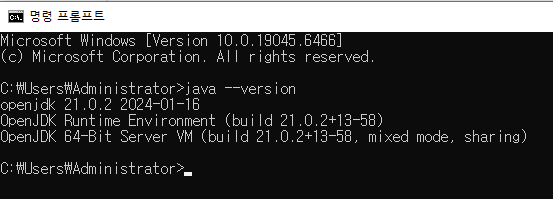 명령 프롬프트
Microsoft Windows [Version 10.0.19045.6466]
(c) Microsoft Corporation. All rights reserved.
C:₩Users₩Administrator>java --version
openjdk 21.0.2 2024-01-16
OpenJDK Runtime Environment (build 21.0.2+13-58)
OpenJDK 64-Bit Server VM (build 21.0.2+13-58, mixed mode, sharing)
C:₩Users₩Administrator>